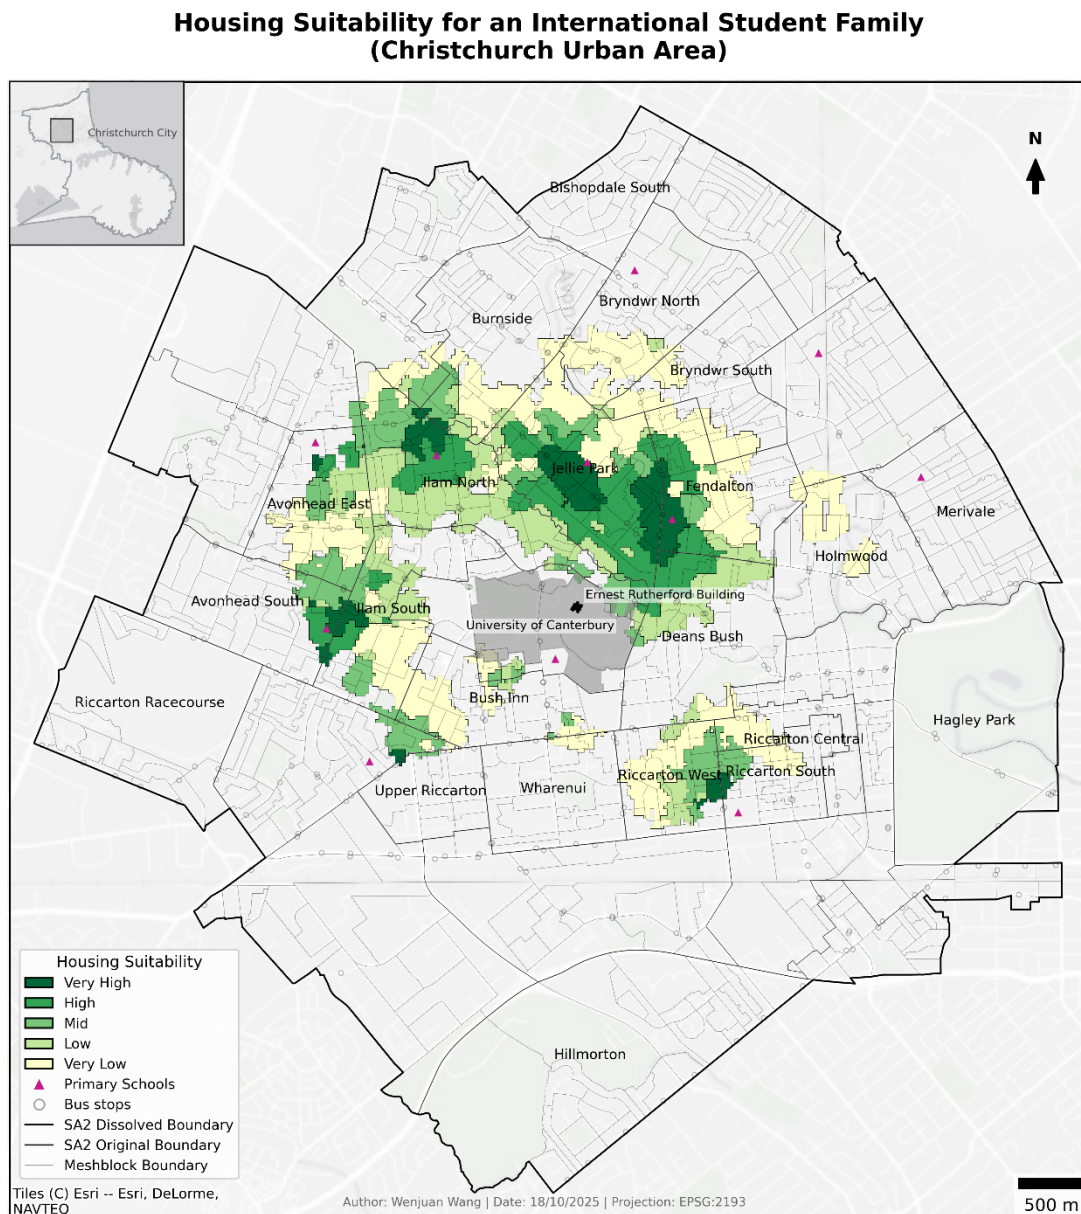 Housing Suitability for an International Student Family
(Christchurch Urban Area)
Christchurch City
N
Bishopdale South
Bryndwr North
Burnside
Bryndwr South
Jellie Park
Ilam North
Fendalton
Avonhead East
Merivale
Holmwood
Ernest Rutherford Building
Avonhead South
Ilam South
University of Canterbury
Deans Bush
Bush Inn
Riccarton Racecourse
Hagley Park
Riccarton Central
Riccarton West
Riccarton South
Upper Riccarton
Wharenui
Hillmorton
Housing Suitability
Very High
High
Mid
Low
Very Low
Primary Schools
Bus stops
SA2 Dissolved Boundary
SA2 Original Boundary
Meshblock Boundary
Tiles (C) Esri -- Esri, DeLorme,
NAVTEQ
Author: Wenjuan Wang | Date: 18/10/2025 | Projection: EPSG:2193
500 m